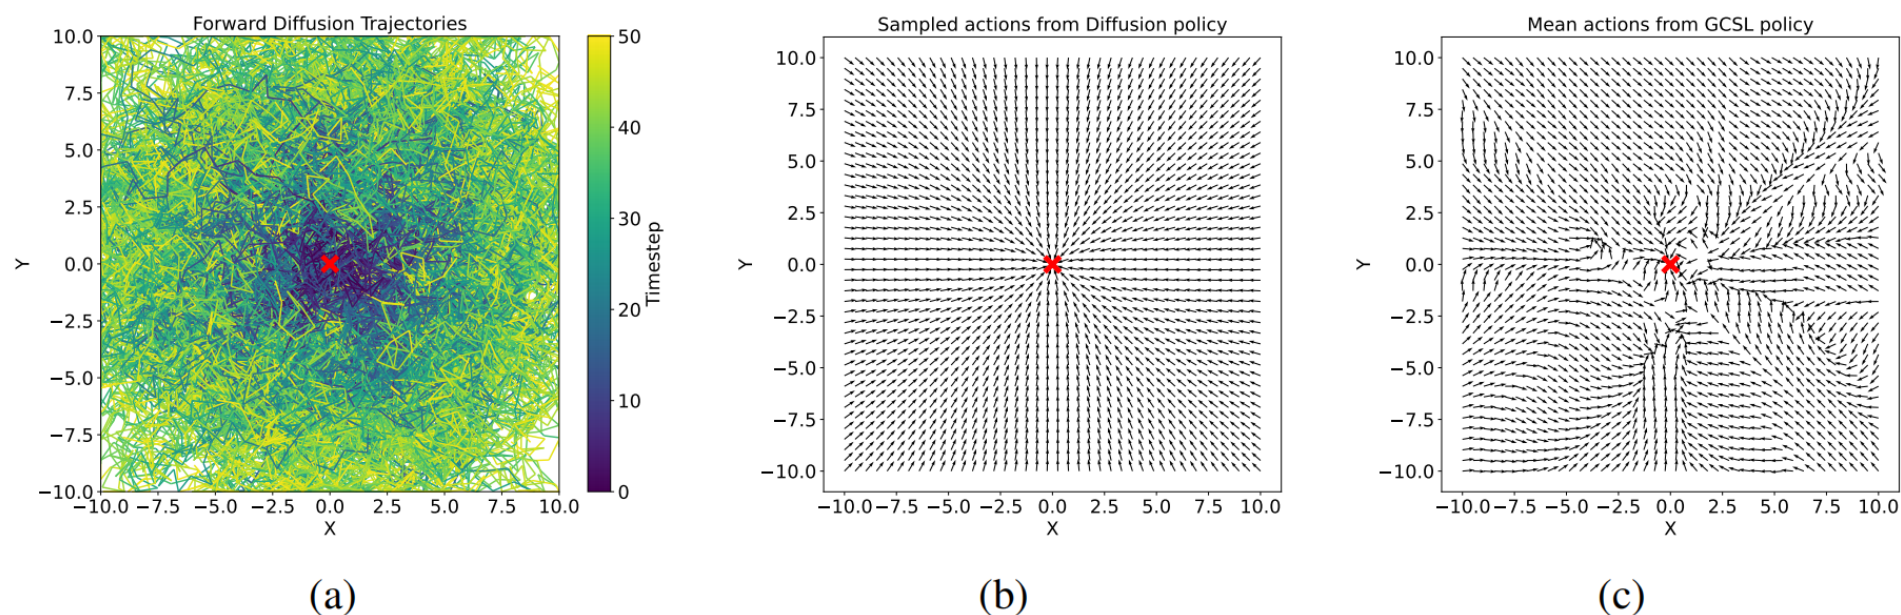 Forward Diffusion Trajectories
10.0
7.5
5.0
2.5
0.0
−2.5
−5.0
−7.5
−10.0
Y
−10.0 −7.5 −5.0 −2.5 0.0 2.5 5.0 7.5 10.0
X
50
40
30
20
10
0
Timestep
(a)
Sampled actions from Diffusion policy
10.0
7.5
5.0
2.5
0.0
−2.5
−5.0
−7.5
−10.0
Y
−10.0 −7.5 −5.0 −2.5 0.0 2.5 5.0 7.5 10.0
X
(b)
Mean actions from GCSL policy
10.0
7.5
5.0
2.5
0.0
−2.5
−5.0
−7.5
−10.0
Y
−10.0 −7.5 −5.0 −2.5 0.0 2.5 5.0 7.5 10.0
X
(c)